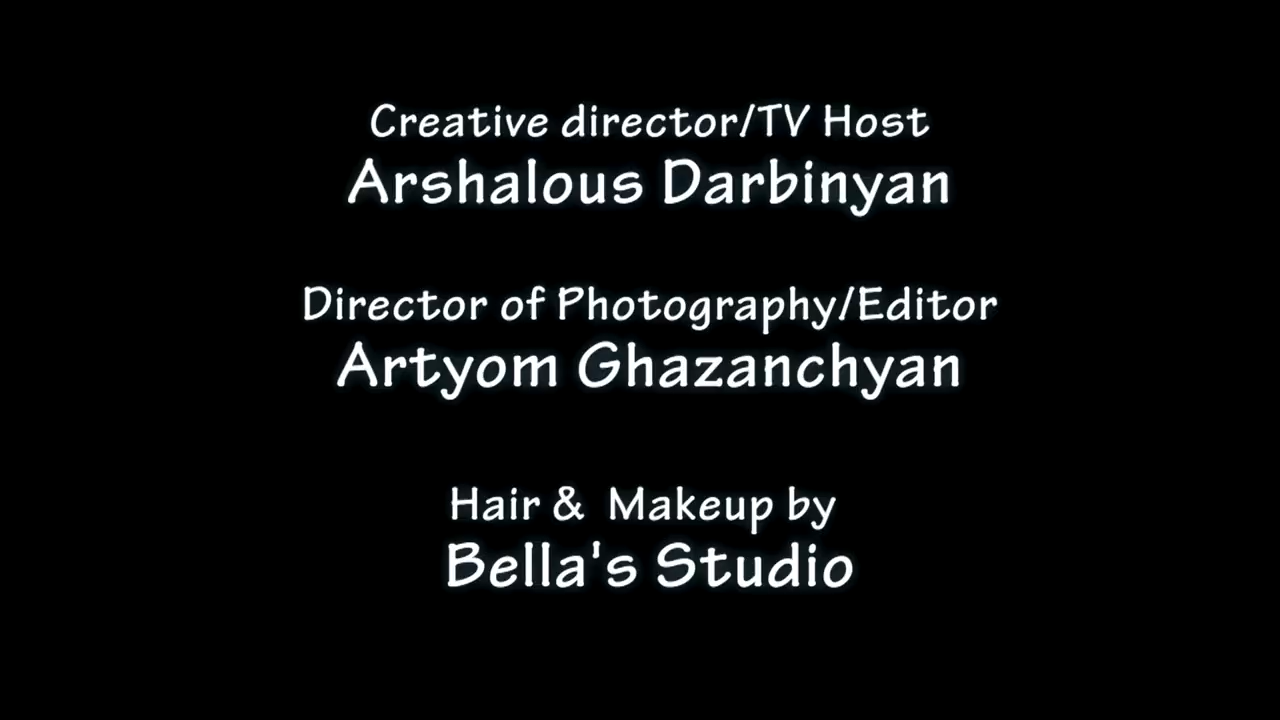 Creative director/TV Host
Arshalous Darbinyan
Director of Photography/Editor
Artyom Ghazanchyan
Hair & Makeup by
Bella's Studio